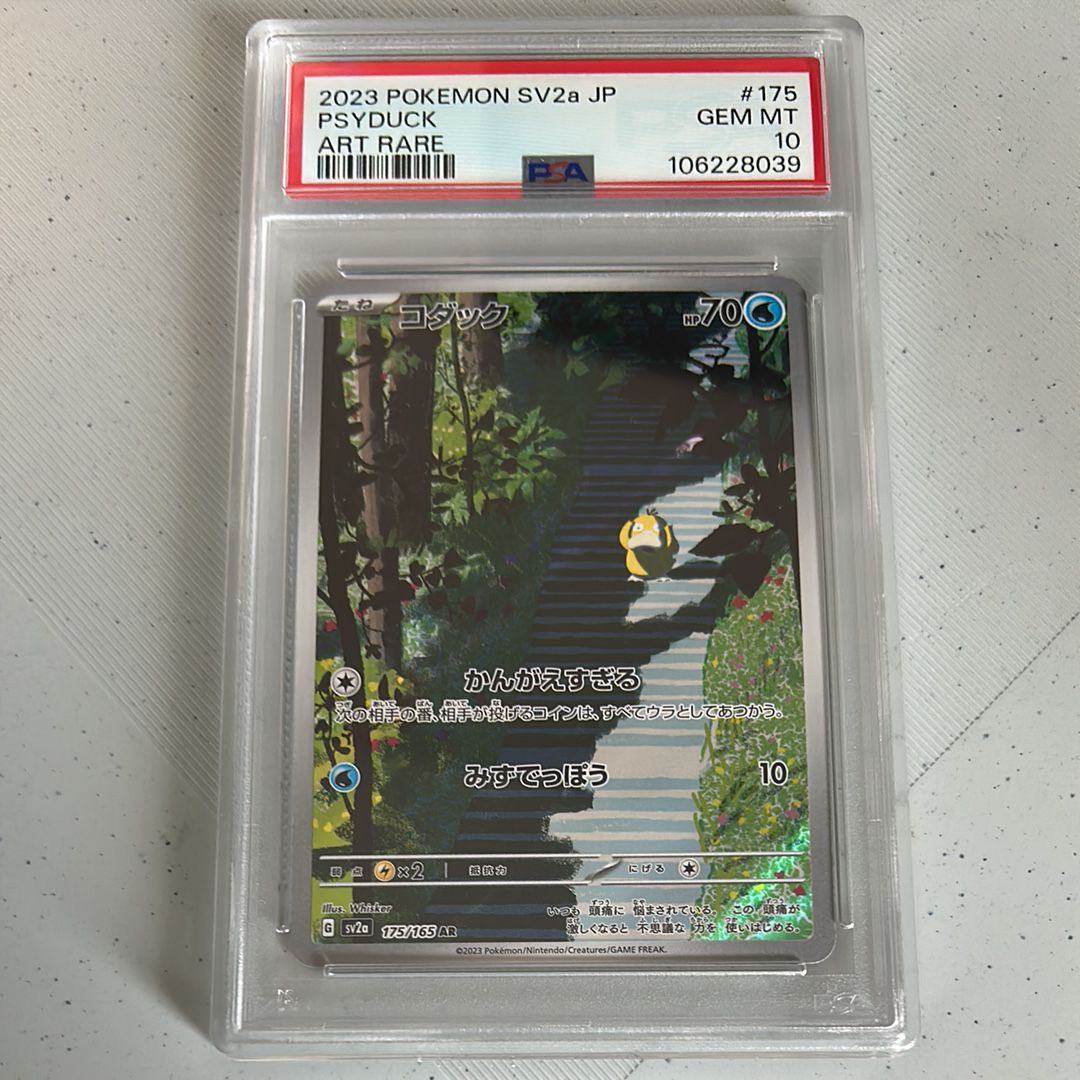 2023 POKEMON SV2a JP #175
PSYDUCK GEM MT
ART RARE 10
PSA 106228039
たね コダック HP70
かんがえすぎる
次の相手の番、相手が投げるコインは、すべてウラとしてあつかう。
みずでっぽう 10
弱点 ×2 抵抗力 にげる
Illus. Whisker
いつも 頭痛に 悩まされている。 この 頭痛が
激しくなると 不思議な 力を 使いはじめる。
G sv2a 175/165 AR
©2023 Pokémon/Nintendo/Creatures/GAME FREAK.